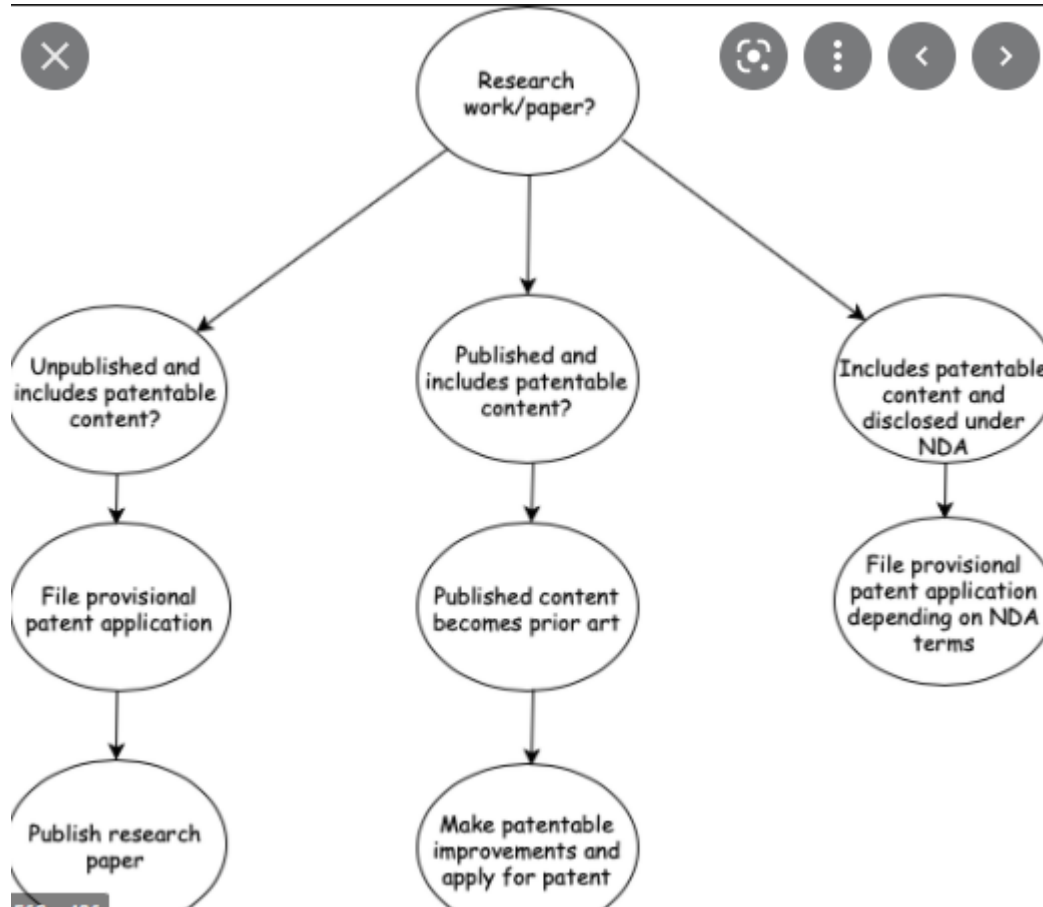 Research
work/paper?
Unpublished and
includes patentable
content?
Published and
includes patentable
content?
Includes patentable
content and
disclosed under
NDA
File provisional
patent application
Published content
becomes prior art
File provisional
patent application
depending on NDA
terms
Publish research
paper
Make patentable
improvements and
apply for patent